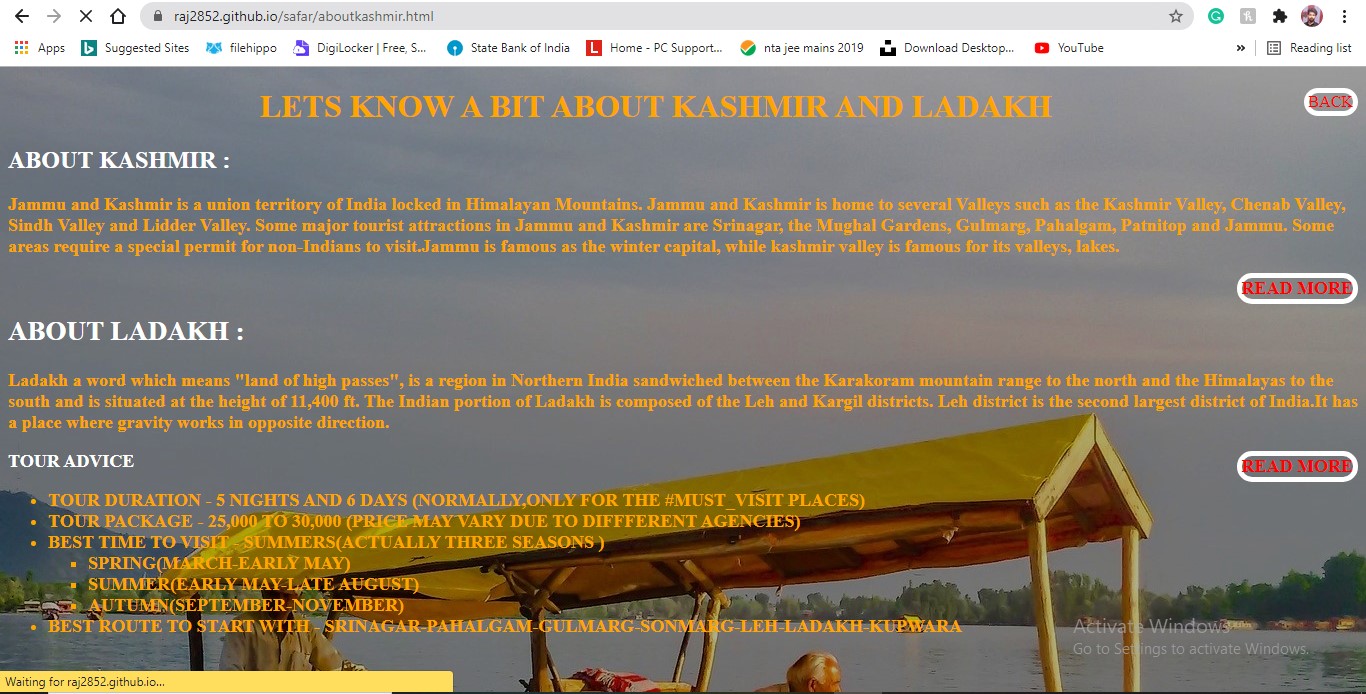 raj2852.github.io/safar/aboutkashmir.html
Apps Suggested Sites filehippo DigiLocker | Free, S... State Bank of India Home - PC Support... nta jee mains 2019 Download Desktop... YouTube » Reading list
LETS KNOW A BIT ABOUT KASHMIR AND LADAKH
BACK
ABOUT KASHMIR :
Jammu and Kashmir is a union territory of India locked in Himalayan Mountains. Jammu and Kashmir is home to several Valleys such as the Kashmir Valley, Chenab Valley,
Sindh Valley and Lidder Valley. Some major tourist attractions in Jammu and Kashmir are Srinagar, the Mughal Gardens, Gulmarg, Pahalgam, Patnitop and Jammu. Some
areas require a special permit for non-Indians to visit.Jammu is famous as the winter capital, while kashmir valley is famous for its valleys, lakes.
READ MORE
ABOUT LADAKH :
Ladakh a word which means "land of high passes", is a region in Northern India sandwiched between the Karakoram mountain range to the north and the Himalayas to the
south and is situated at the height of 11,400 ft. The Indian portion of Ladakh is composed of the Leh and Kargil districts. Leh district is the second largest district of India.It has
a place where gravity works in opposite direction.
TOUR ADVICE
READ MORE
TOUR DURATION - 5 NIGHTS AND 6 DAYS (NORMALLY,ONLY FOR THE #MUST_VISIT PLACES)
TOUR PACKAGE - 25,000 TO 30,000 (PRICE MAY VARY DUE TO DIFFFERENT AGENCIES)
BEST TIME TO VISIT - SUMMERS(ACTUALLY THREE SEASONS )
SPRING(MARCH-EARLY MAY)
SUMMER(EARLY MAY-LATE AUGUST)
AUTUMN(SEPTEMBER-NOVEMBER)
BEST ROUTE TO START WITH - SRINAGAR-PAHALGAM-GULMARG-SONMARG-LEH-LADAKH-KUPWARA
Activate Windows
Go to Settings to activate Windows.
Waiting for raj2852.github.io...